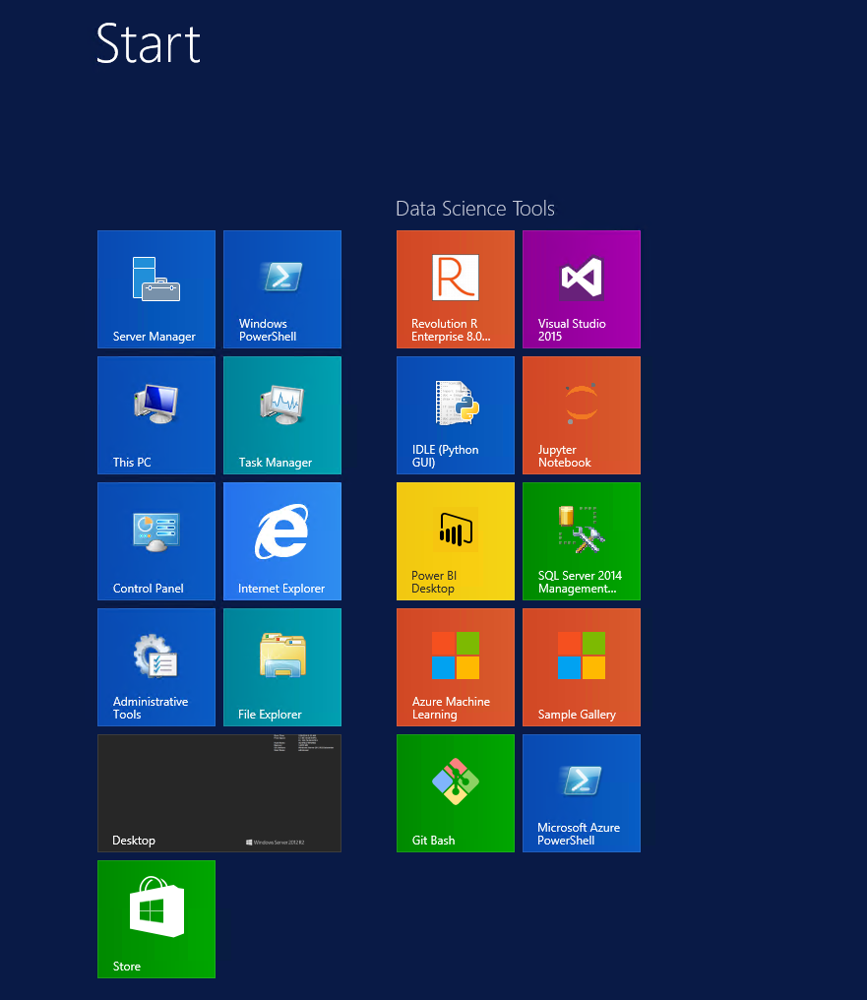 Start
Data Science Tools
Server Manager
Windows
PowerShell
Revolution R
Enterprise 8.0...
Visual Studio
2015
This PC
Task Manager
IDLE (Python
GUI)
Jupyter
Notebook
Control Panel
Internet Explorer
Power BI
Desktop
SQL Server 2014
Management...
Administrative
Tools
File Explorer
Azure Machine
Learning
Sample Gallery
Desktop
Windows Server 2012 R2
Git Bash
Microsoft Azure
PowerShell
Store